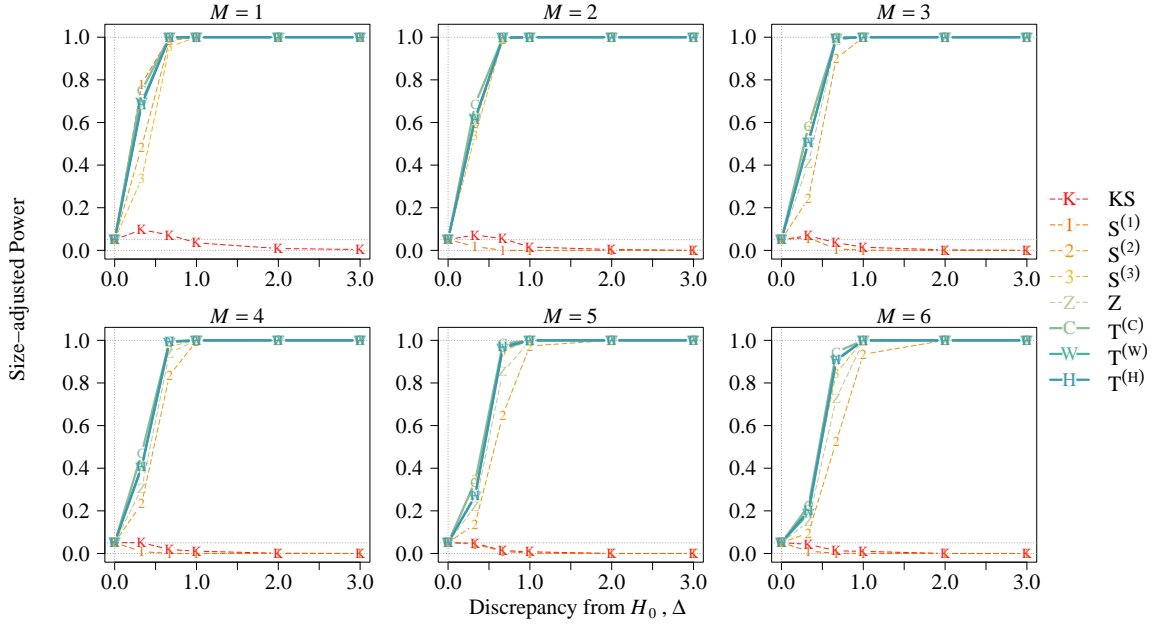 M = 1
M = 2
M = 3
1.0
0.8
0.6
0.4
0.2
0.0
0.0 1.0 2.0 3.0
0.0 1.0 2.0 3.0
0.0 1.0 2.0 3.0
M = 4
M = 5
M = 6
1.0
0.8
0.6
0.4
0.2
0.0
0.0 1.0 2.0 3.0
0.0 1.0 2.0 3.0
0.0 1.0 2.0 3.0
Size−adjusted Power
Discrepancy from H₀ , Δ
K KS
1 S⁽¹⁾
2 S⁽²⁾
3 S⁽³⁾
Z Z
C T⁽ᶜ⁾
W T⁽ᵂ⁾
H T⁽ᴴ⁾